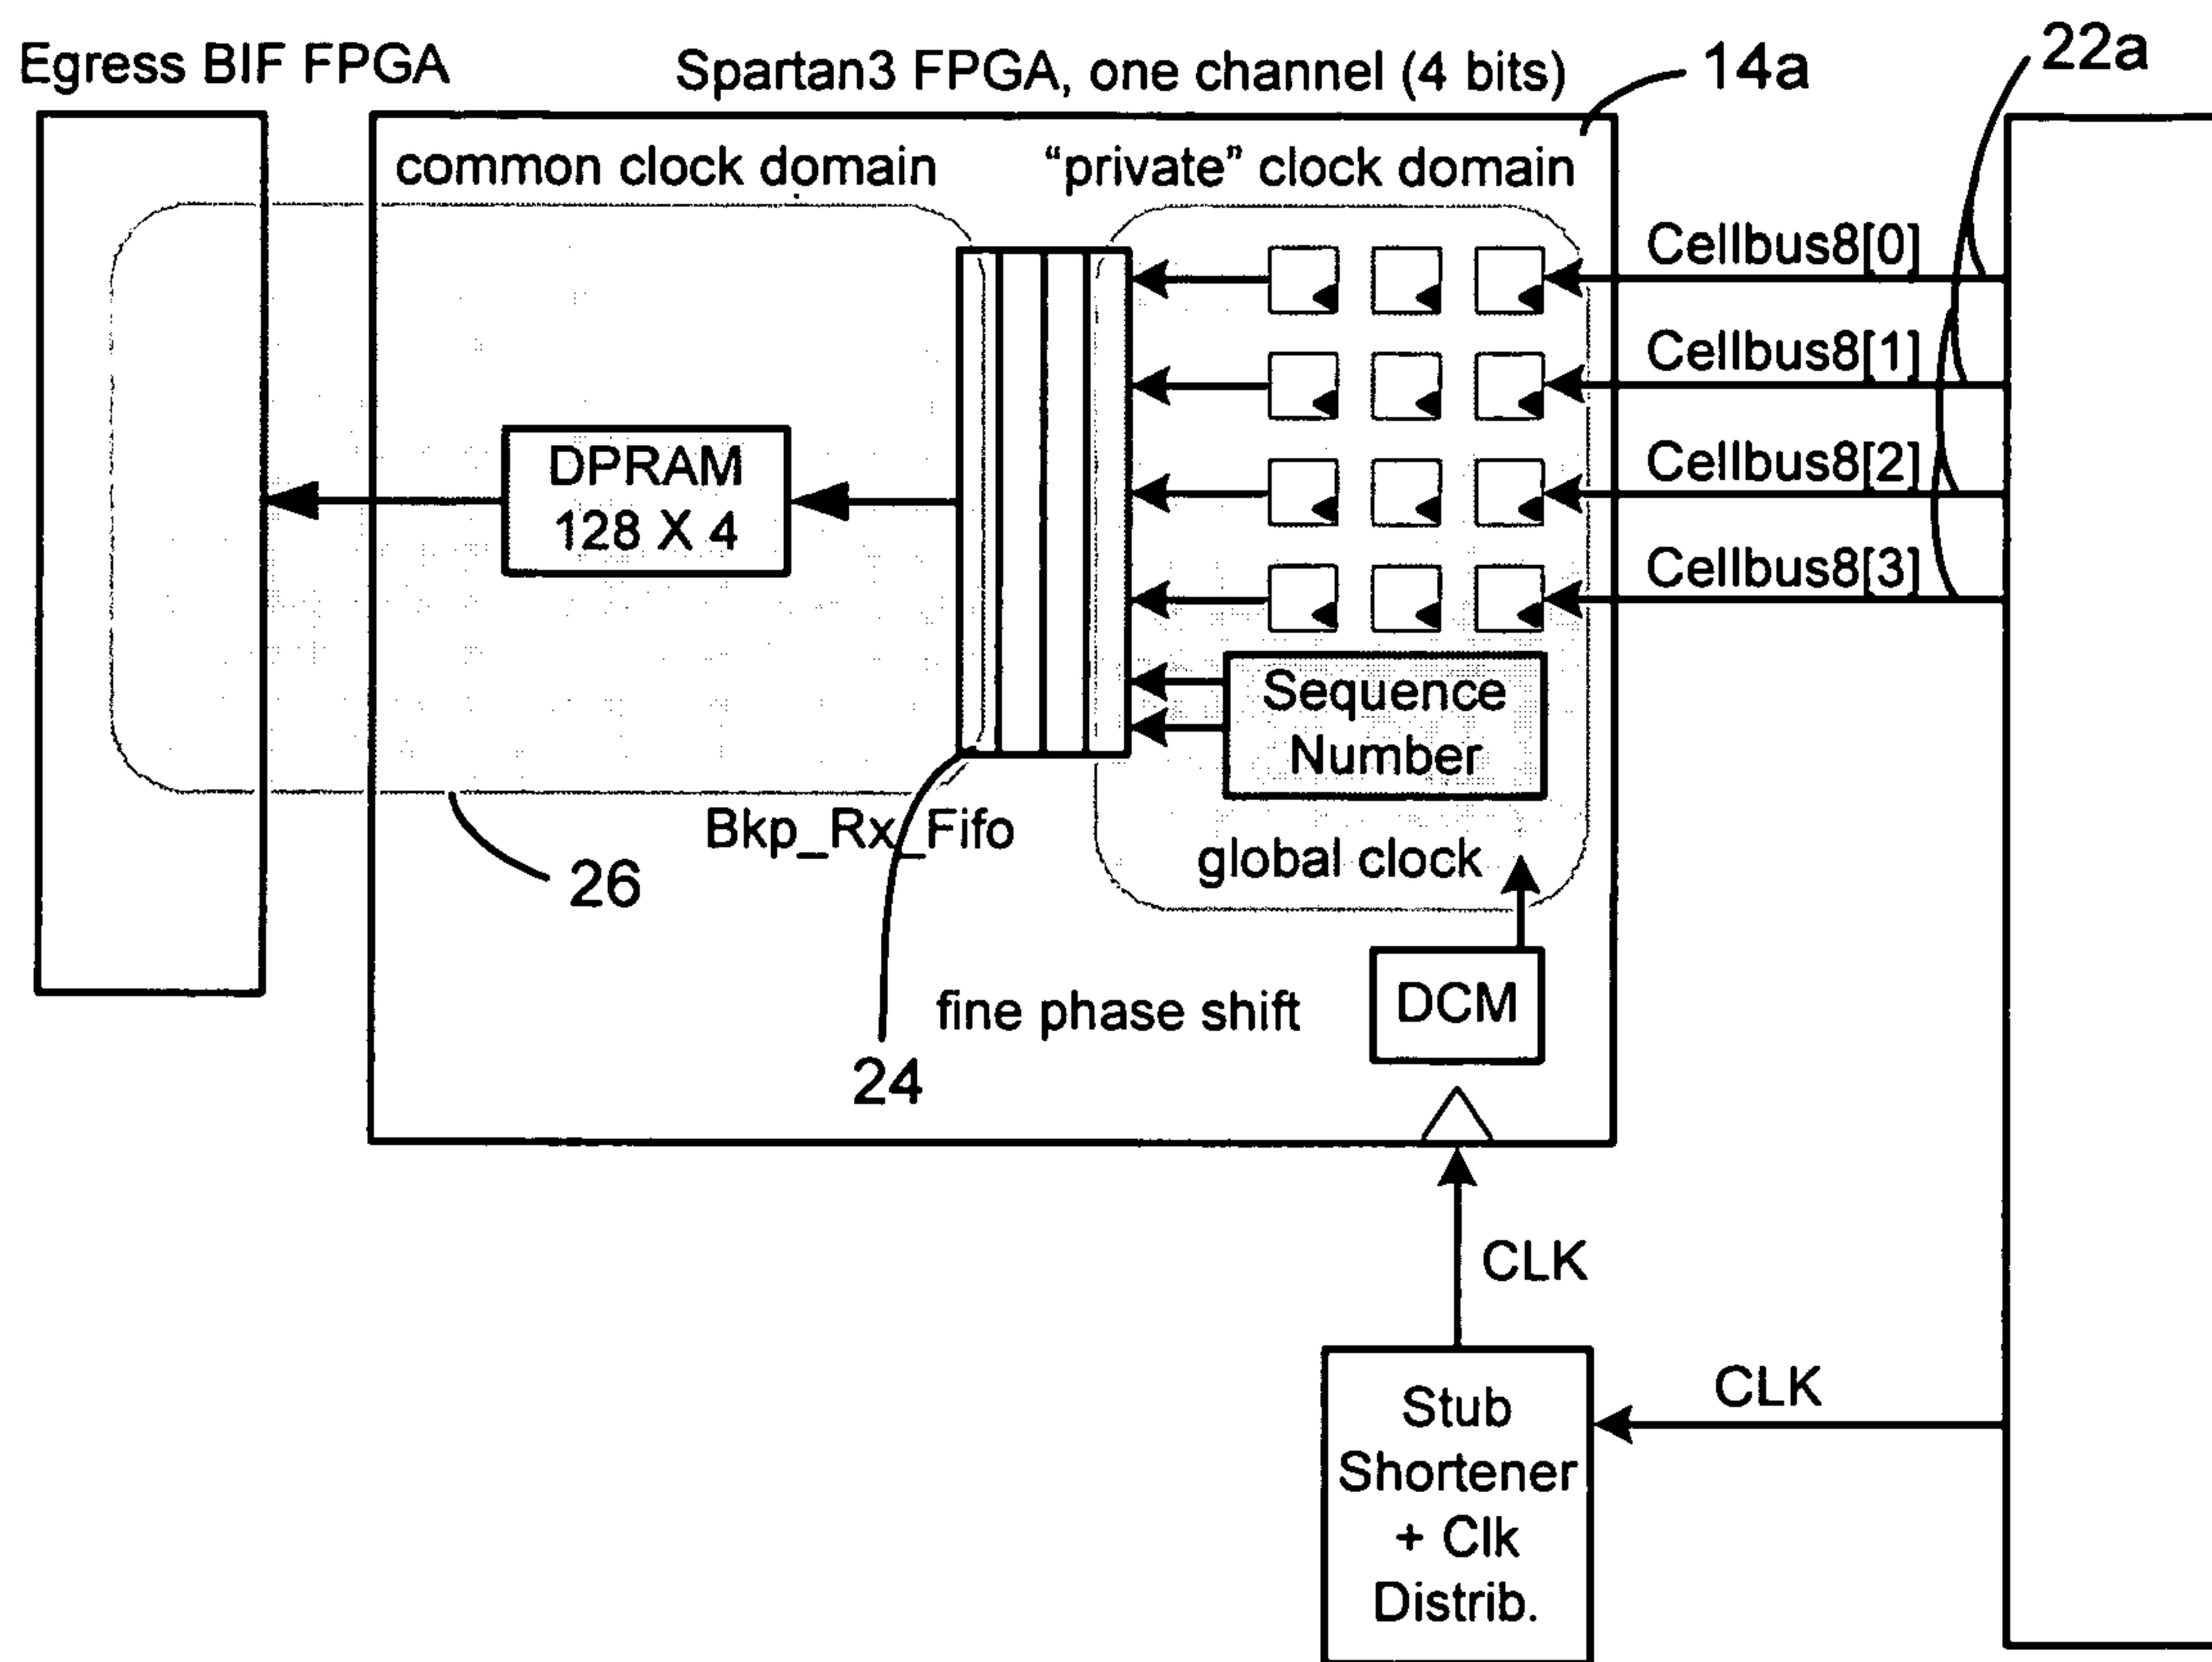 Egress BIF FPGA
Spartan3 FPGA, one channel (4 bits)
14a
22a
common clock domain
“private” clock domain
Cellbus8[0]
Cellbus8[1]
Cellbus8[2]
Cellbus8[3]
DPRAM
128 X 4
Sequence
Number
Bkp_Rx_Fifo
global clock
26
fine phase shift
DCM
24
CLK
CLK
Stub
Shortener
+ Clk
Distrib.